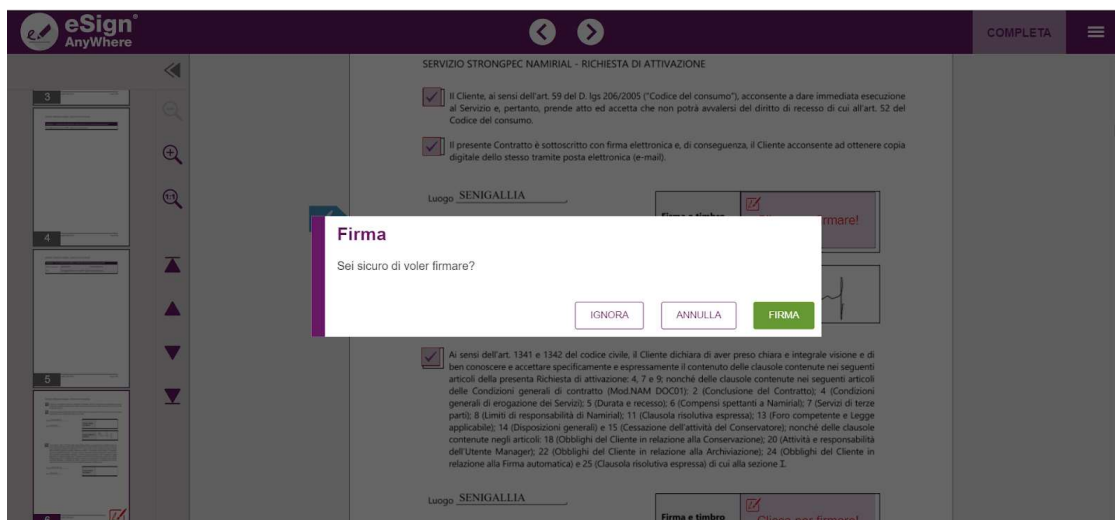 eSign®
AnyWhere
COMPLETA
SERVIZIO STRONGPEC NAMIRIAL - RICHIESTA DI ATTIVAZIONE
Il Cliente, ai sensi dell'art. 59 del D. lgs 206/2005 ("Codice del consumo"), acconsente a dare immediata esecuzione
al Servizio e, pertanto, prende atto ed accetta che non potrà avvalersi del diritto di recesso di cui all'art. 52 del
Codice del consumo.
Il presente Contratto è sottoscritto con firma elettronica e, di conseguenza, il Cliente acconsente ad ottenere copia
digitale dello stesso tramite posta elettronica (e-mail).
Luogo SENIGALLIA
Firma e timbro
rmare!
Firma
Sei sicuro di voler firmare?
IGNORA
ANNULLA
FIRMA
Ai sensi dell'art. 1341 e 1342 del codice civile, il Cliente dichiara di aver preso chiara e integrale visione e di
ben conoscere e accettare specificamente e espressamente il contenuto delle clausole contenute nei seguenti
articoli della presenta Richiesta di attivazione: 4, 7 e 9; nonché delle clausole contenute nei seguenti articoli
delle Condizioni generali di contratto (Mod.NAM DOC01): 2 (Conclusione del Contratto); 4 (Condizioni
generali di erogazione dei Servizi); 5 (Durata e recesso); 6 (Compensi spettanti a Namirial); 7 (Servizi di terze
parti); 8 (Limiti di responsabilità di Namirial); 11 (Clausola risolutiva espressa); 13 (Foro competente e Legge
applicabile); 14 (Disposizioni generali) e 15 (Cessazione dell'attività del Conservatore); nonché delle clausole
contenute negli articoli: 18 (Obblighi del Cliente in relazione alla Conservazione); 20 (Attività e responsabilità
dell'Utente Manager); 22 (Obblighi del Cliente in relazione alla Archiviazione); 24 (Obblighi del Cliente in
relazione alla Firma automatica) e 25 (Clausola risolutiva espressa) di cui alla sezione I.
Luogo SENIGALLIA
Firma e timbro
Clicca per firmare!
3
4
5
6
1:1